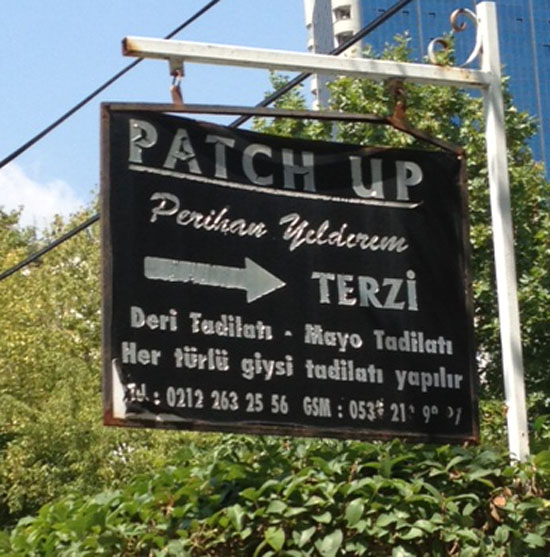 PATCH UP
Perihan Yıldırım
TERZİ
Deri Tadilatı - Mayo Tadilatı
Her türlü giysi tadilatı yapılır
Tel.: 0212 263 25 56 GSM :